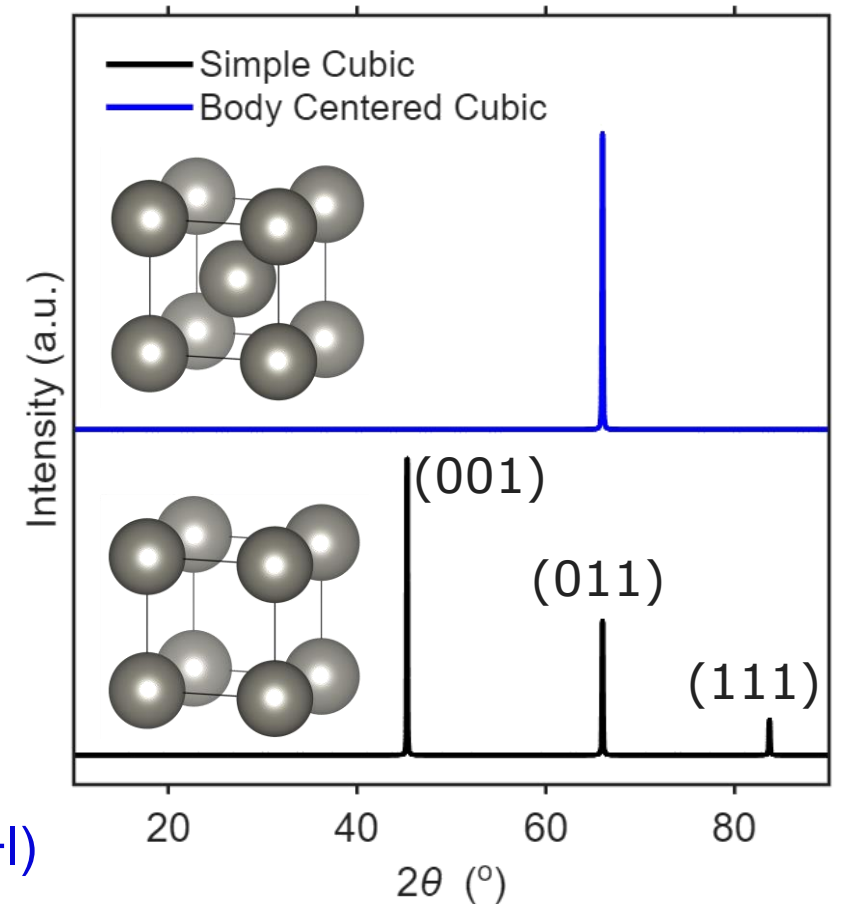 Simple Cubic
Body Centered Cubic
Intensity (a.u.)
(001)
(011)
(111)
20 40 60 80
2θ (°)
l)